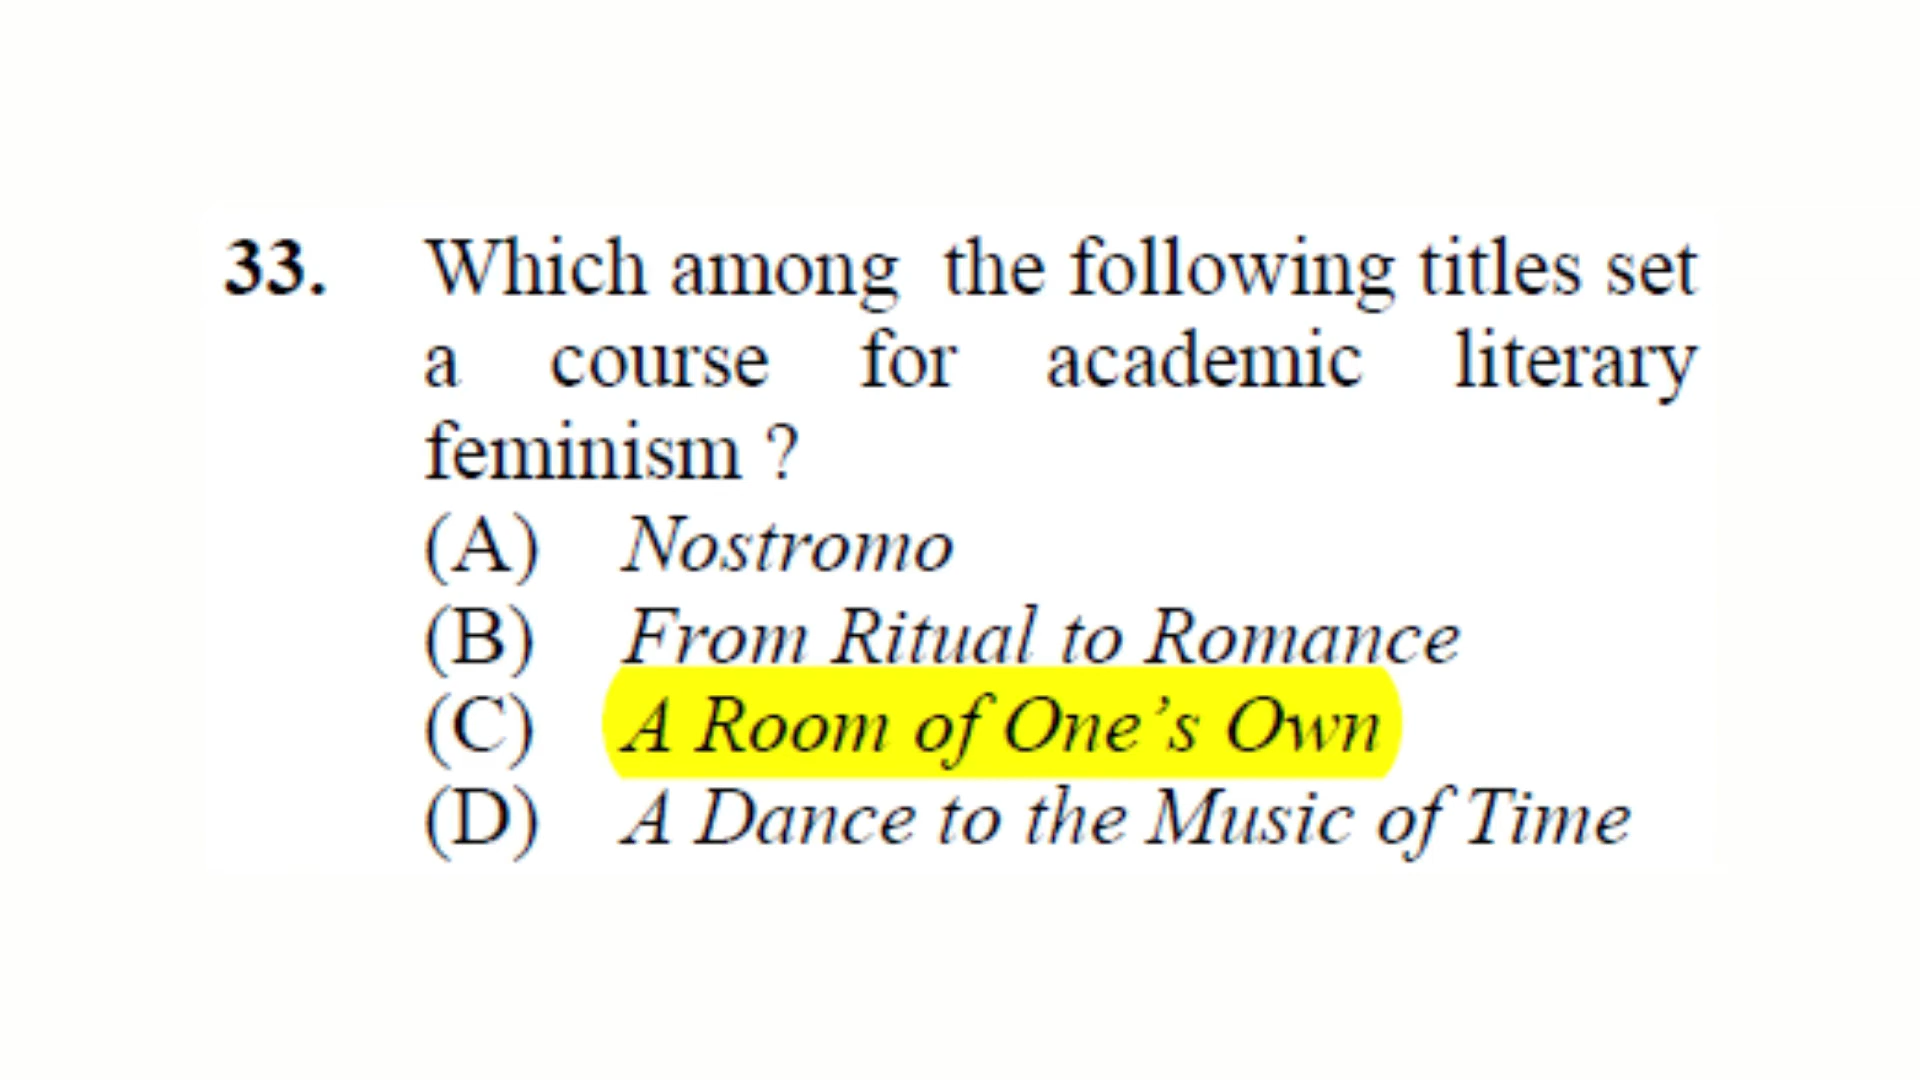 33. Which among the following titles set
a course for academic literary
feminism ?
(A) Nostromo
(B) From Ritual to Romance
(C) A Room of One’s Own
(D) A Dance to the Music of Time